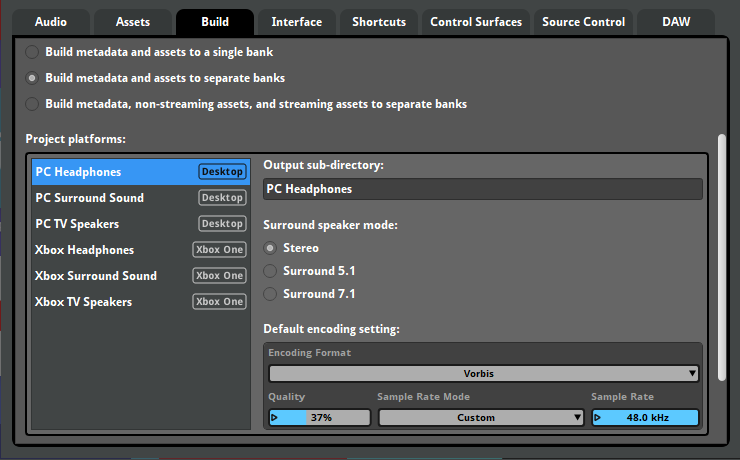 Audio Assets Build Interface Shortcuts Control Surfaces Source Control DAW
Build metadata and assets to a single bank
Build metadata and assets to separate banks
Build metadata, non-streaming assets, and streaming assets to separate banks
Project platforms:
PC Headphones Desktop
PC Surround Sound Desktop
PC TV Speakers Desktop
Xbox Headphones Xbox One
Xbox Surround Sound Xbox One
Xbox TV Speakers Xbox One
Output sub-directory:
PC Headphones
Surround speaker mode:
Stereo
Surround 5.1
Surround 7.1
Default encoding setting:
Encoding Format
Vorbis
Quality Sample Rate Mode Sample Rate
37% Custom 48.0 kHz